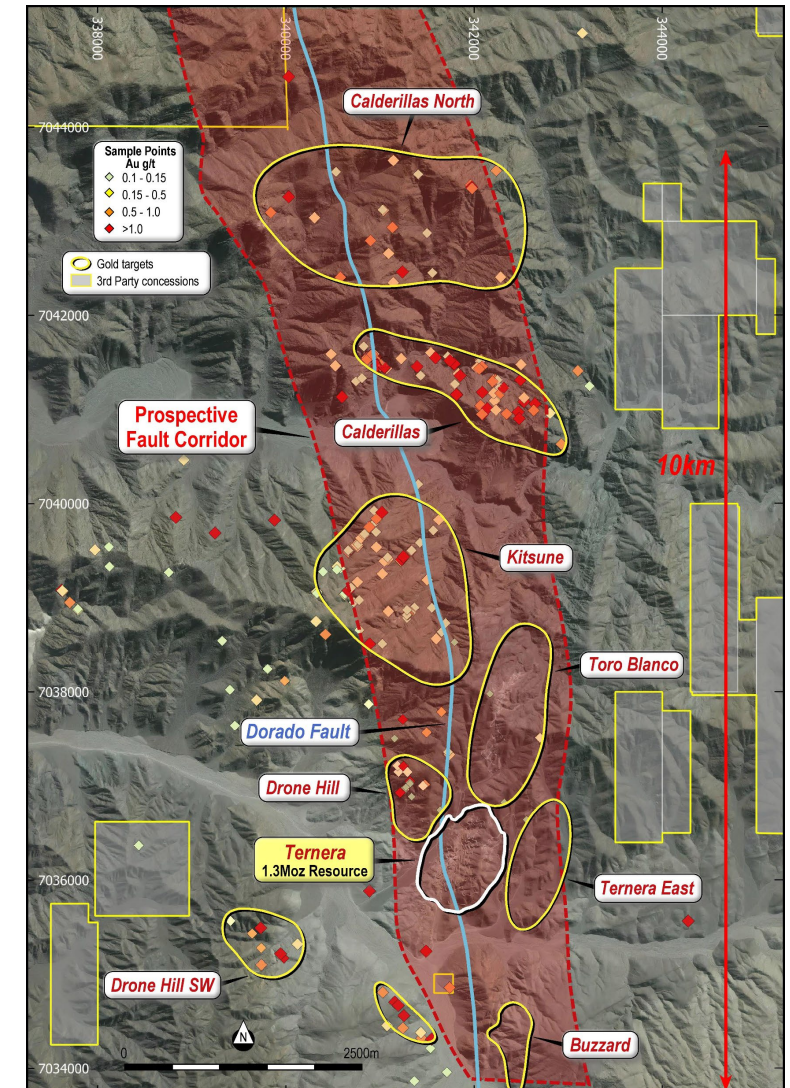 338000
340000
342000
344000
7044000
Calderillas North
Sample Points
Au g/t
0.1 - 0.15
0.15 - 0.5
0.5 - 1.0
>1.0
Gold targets
3rd Party concessions
7042000
Prospective
Fault Corridor
Calderillas
10km
7040000
Kitsune
Toro Blanco
7038000
Dorado Fault
Drone Hill
Ternera
1.3Moz Resource
7036000
Ternera East
Drone Hill SW
N
Buzzard
0
2500m
7034000